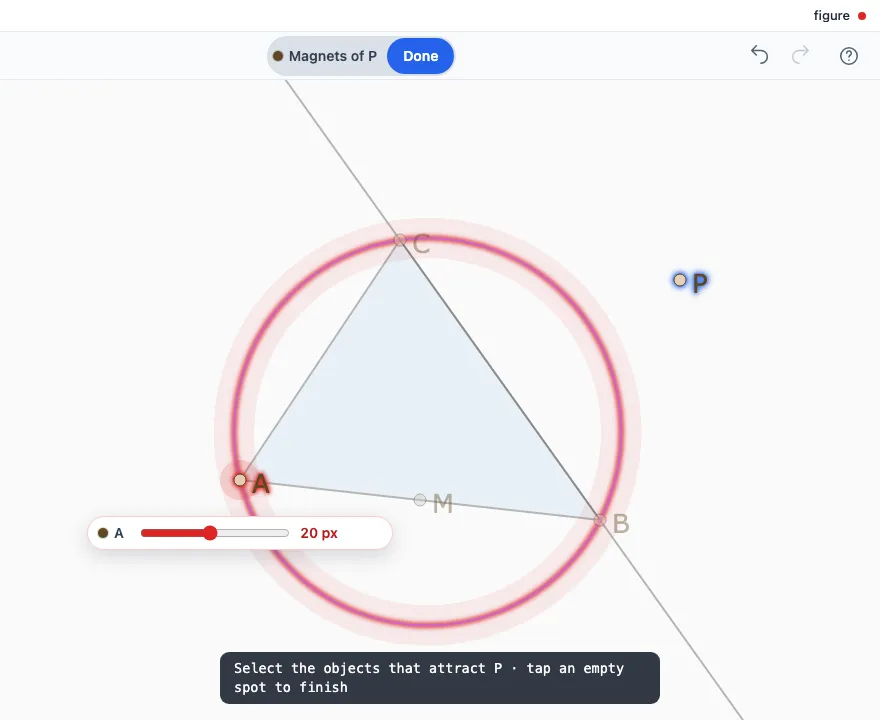 figure
Magnets of P Done
C
P
A
M
B
A 20 px
Select the objects that attract P · tap an empty
spot to finish